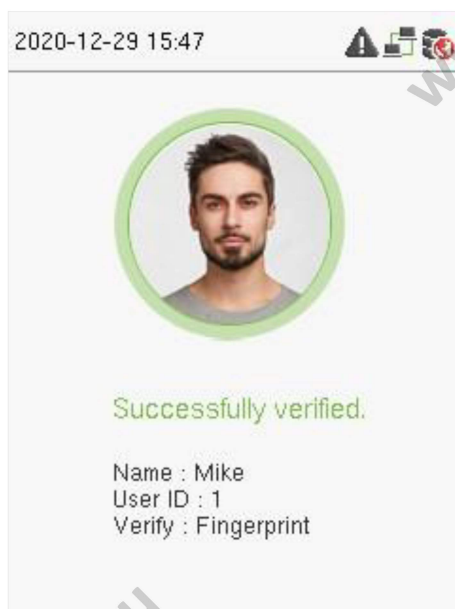 2020-12-29 15:47
Successfully verified.
Name : Mike
User ID : 1
Verify : Fingerprint